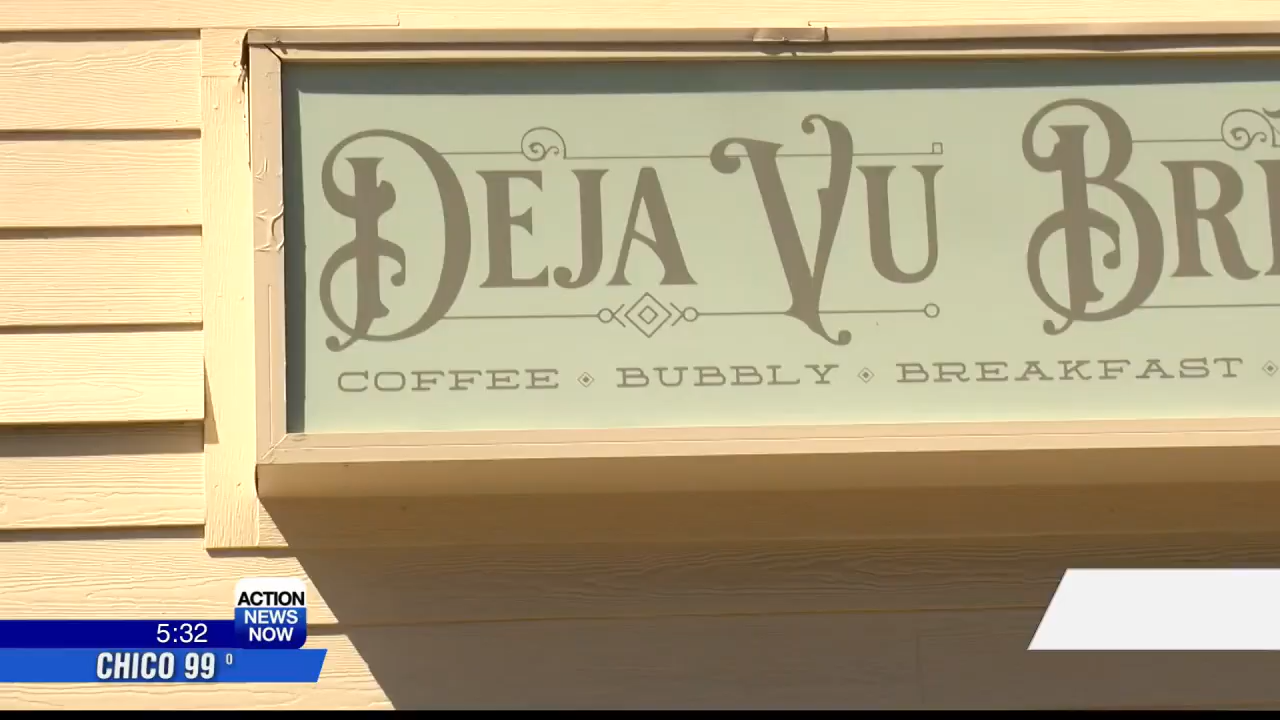 DEJA VU
COFFEE ◈ BUBBLY ◈ BREAKFAST ◈
ACTION
NEWS
NOW
5:32
CHICO 99°